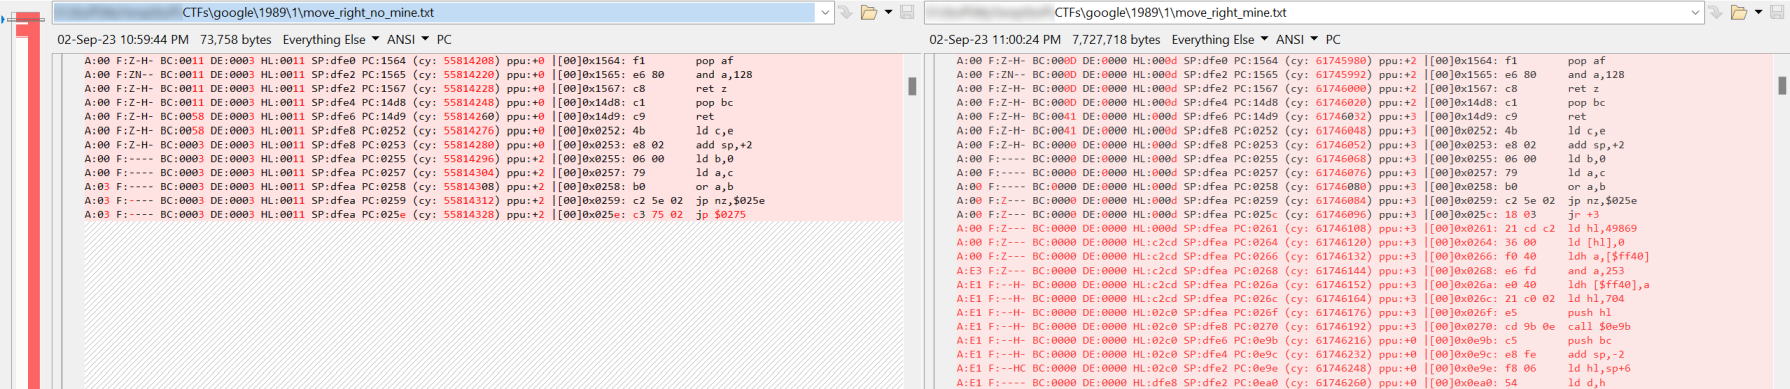 CTFs\google\1989\1\move_right_no_mine.txt
02-Sep-23 10:59:44 PM 73,758 bytes Everything Else ANSI PC
A:00 F:Z-H- BC:0011 DE:0003 HL:0011 SP:dfe0 PC:1564 (cy: 55814208) ppu:+0 |[00]0x1564: f1 pop af
A:00 F:ZN-- BC:0011 DE:0003 HL:0011 SP:dfe2 PC:1565 (cy: 55814220) ppu:+0 |[00]0x1565: e6 80 and a,128
A:00 F:Z-H- BC:0011 DE:0003 HL:0011 SP:dfe2 PC:1567 (cy: 55814228) ppu:+0 |[00]0x1567: c8 ret z
A:00 F:Z-H- BC:0011 DE:0003 HL:0011 SP:dfe4 PC:14d8 (cy: 55814248) ppu:+0 |[00]0x14d8: c1 pop bc
A:00 F:Z-H- BC:0058 DE:0003 HL:0011 SP:dfe6 PC:14d9 (cy: 55814260) ppu:+0 |[00]0x14d9: c9 ret
A:00 F:Z-H- BC:0058 DE:0003 HL:0011 SP:dfe8 PC:0252 (cy: 55814276) ppu:+0 |[00]0x0252: 4b ld c,e
A:00 F:Z-H- BC:0003 DE:0003 HL:0011 SP:dfe8 PC:0253 (cy: 55814280) ppu:+0 |[00]0x0253: e8 02 add sp,+2
A:00 F:---- BC:0003 DE:0003 HL:0011 SP:dfea PC:0255 (cy: 55814296) ppu:+2 |[00]0x0255: 06 00 ld b,0
A:00 F:---- BC:0003 DE:0003 HL:0011 SP:dfea PC:0257 (cy: 55814304) ppu:+2 |[00]0x0257: 79 ld a,c
A:03 F:---- BC:0003 DE:0003 HL:0011 SP:dfea PC:0258 (cy: 55814308) ppu:+2 |[00]0x0258: b0 or a,b
A:03 F:---- BC:0003 DE:0003 HL:0011 SP:dfea PC:0259 (cy: 55814312) ppu:+2 |[00]0x0259: c2 5e 02 jp nz,$025e
A:03 F:---- BC:0003 DE:0003 HL:0011 SP:dfea PC:025e (cy: 55814328) ppu:+2 |[00]0x025e: c3 75 02 jp $0275
CTFs\google\1989\1\move_right_mine.txt
02-Sep-23 11:00:24 PM 7,727,718 bytes Everything Else ANSI PC
A:00 F:Z-H- BC:000D DE:0000 HL:000d SP:dfe0 PC:1564 (cy: 61745980) ppu:+2 |[00]0x1564: f1 pop af
A:00 F:ZN-- BC:000D DE:0000 HL:000d SP:dfe2 PC:1565 (cy: 61745992) ppu:+2 |[00]0x1565: e6 80 and a,128
A:00 F:Z-H- BC:000D DE:0000 HL:000d SP:dfe2 PC:1567 (cy: 61746000) ppu:+2 |[00]0x1567: c8 ret z
A:00 F:Z-H- BC:000D DE:0000 HL:000d SP:dfe4 PC:14d8 (cy: 61746020) ppu:+2 |[00]0x14d8: c1 pop bc
A:00 F:Z-H- BC:0041 DE:0000 HL:000d SP:dfe6 PC:14d9 (cy: 61746032) ppu:+3 |[00]0x14d9: c9 ret
A:00 F:Z-H- BC:0041 DE:0000 HL:000d SP:dfe8 PC:0252 (cy: 61746048) ppu:+3 |[00]0x0252: 4b ld c,e
A:00 F:Z-H- BC:0000 DE:0000 HL:000d SP:dfe8 PC:0253 (cy: 61746052) ppu:+3 |[00]0x0253: e8 02 add sp,+2
A:00 F:---- BC:0000 DE:0000 HL:000d SP:dfea PC:0255 (cy: 61746068) ppu:+3 |[00]0x0255: 06 00 ld b,0
A:00 F:---- BC:0000 DE:0000 HL:000d SP:dfea PC:0257 (cy: 61746076) ppu:+3 |[00]0x0257: 79 ld a,c
A:00 F:---- BC:0000 DE:0000 HL:000d SP:dfea PC:0258 (cy: 61746080) ppu:+3 |[00]0x0258: b0 or a,b
A:00 F:Z--- BC:0000 DE:0000 HL:000d SP:dfea PC:0259 (cy: 61746084) ppu:+3 |[00]0x0259: c2 5e 02 jp nz,$025e
A:00 F:Z--- BC:0000 DE:0000 HL:000d SP:dfea PC:025c (cy: 61746096) ppu:+3 |[00]0x025c: 18 03 jr +3
A:00 F:Z--- BC:0000 DE:0000 HL:000d SP:dfea PC:0261 (cy: 61746108) ppu:+3 |[00]0x0261: 21 cd c2 ld hl,49869
A:00 F:Z--- BC:0000 DE:0000 HL:c2cd SP:dfea PC:0264 (cy: 61746120) ppu:+3 |[00]0x0264: 36 00 ld [hl],0
A:00 F:Z--- BC:0000 DE:0000 HL:c2cd SP:dfea PC:0266 (cy: 61746132) ppu:+3 |[00]0x0266: f0 40 ldh a,[$ff40]
A:E3 F:Z--- BC:0000 DE:0000 HL:c2cd SP:dfea PC:0268 (cy: 61746144) ppu:+3 |[00]0x0268: e6 fd and a,253
A:E1 F:--H- BC:0000 DE:0000 HL:c2cd SP:dfea PC:026a (cy: 61746152) ppu:+3 |[00]0x026a: e0 40 ldh [$ff40],a
A:E1 F:--H- BC:0000 DE:0000 HL:c2cd SP:dfea PC:026c (cy: 61746164) ppu:+3 |[00]0x026c: 21 c0 02 ld hl,704
A:E1 F:--H- BC:0000 DE:0000 HL:02c0 SP:dfea PC:026f (cy: 61746176) ppu:+3 |[00]0x026f: e5 push hl
A:E1 F:--H- BC:0000 DE:0000 HL:02c0 SP:dfe8 PC:0270 (cy: 61746192) ppu:+3 |[00]0x0270: cd 9b 0e call $0e9b
A:E1 F:--H- BC:0000 DE:0000 HL:02c0 SP:dfe6 PC:0e9b (cy: 61746216) ppu:+0 |[00]0x0e9b: c5 push bc
A:E1 F:--H- BC:0000 DE:0000 HL:02c0 SP:dfe4 PC:0e9c (cy: 61746232) ppu:+0 |[00]0x0e9c: e8 fe add sp,-2
A:E1 F:--HC BC:0000 DE:0000 HL:02c0 SP:dfe2 PC:0e9e (cy: 61746248) ppu:+0 |[00]0x0e9e: f8 06 ld hl,sp+6
A:E1 F:---- BC:0000 DE:0000 HL:dfe8 SP:dfe2 PC:0ea0 (cy: 61746260) ppu:+0 |[00]0x0ea0: 54 ld d,h